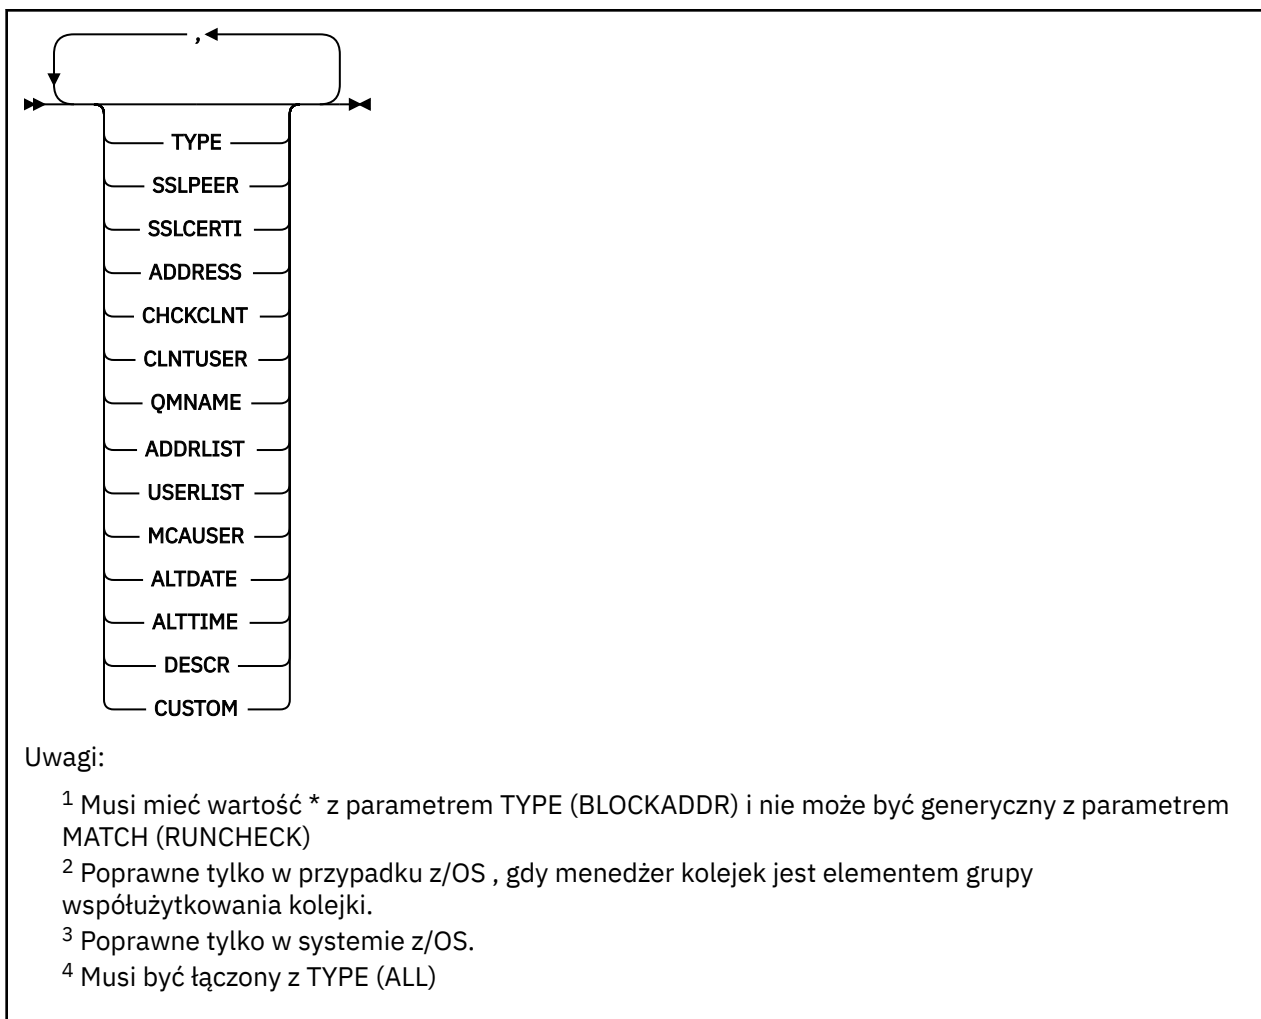 ,
TYPE
SSLPEER
SSLCERTI
ADDRESS
CHCKCLNT
CLNTUSER
QMNAME
ADDRLIST
USERLIST
MCAUSER
ALTDATE
ALTTIME
DESCR
CUSTOM
Uwagi:
1 Musi mieć wartość * z parametrem TYPE (BLOCKADDR) i nie może być generyczny z parametrem
MATCH (RUNCHECK)
2 Poprawne tylko w przypadku z/OS , gdy menedżer kolejek jest elementem grupy
współużytkowania kolejki.
3 Poprawne tylko w systemie z/OS.
4 Musi być łączony z TYPE (ALL)